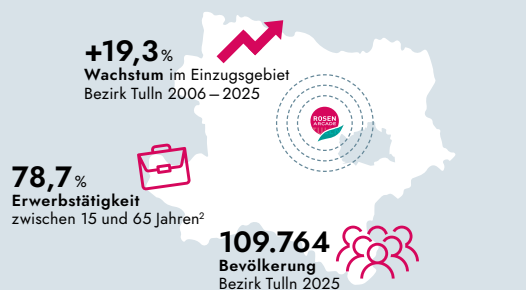 +19,3%
Wachstum im Einzugsgebiet
Bezirk Tulln 2006–2025
ROSEN
ARCADE
78,7%
Erwerbstätigkeit
zwischen 15 und 65 Jahren²
109.764
Bevölkerung
Bezirk Tulln 2025